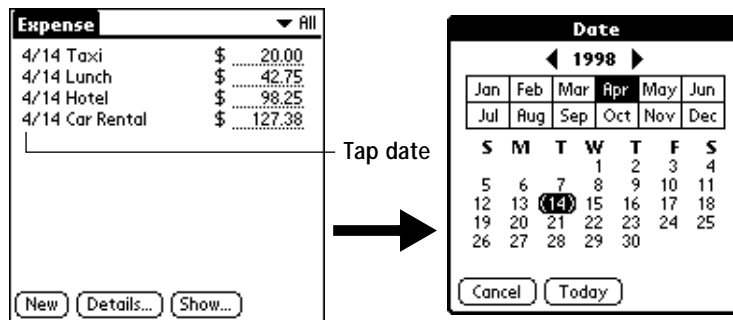 Expense All
4/14 Taxi $ 20.00
4/14 Lunch $ 42.75
4/14 Hotel $ 98.25
4/14 Car Rental $ 127.38
New Details... Show...
Tap date
Date
1998
Jan Feb Mar Apr May Jun
Jul Aug Sep Oct Nov Dec
S M T W T F S
1 2 3 4
5 6 7 8 9 10 11
12 13 14 15 16 17 18
19 20 21 22 23 24 25
26 27 28 29 30
Cancel Today